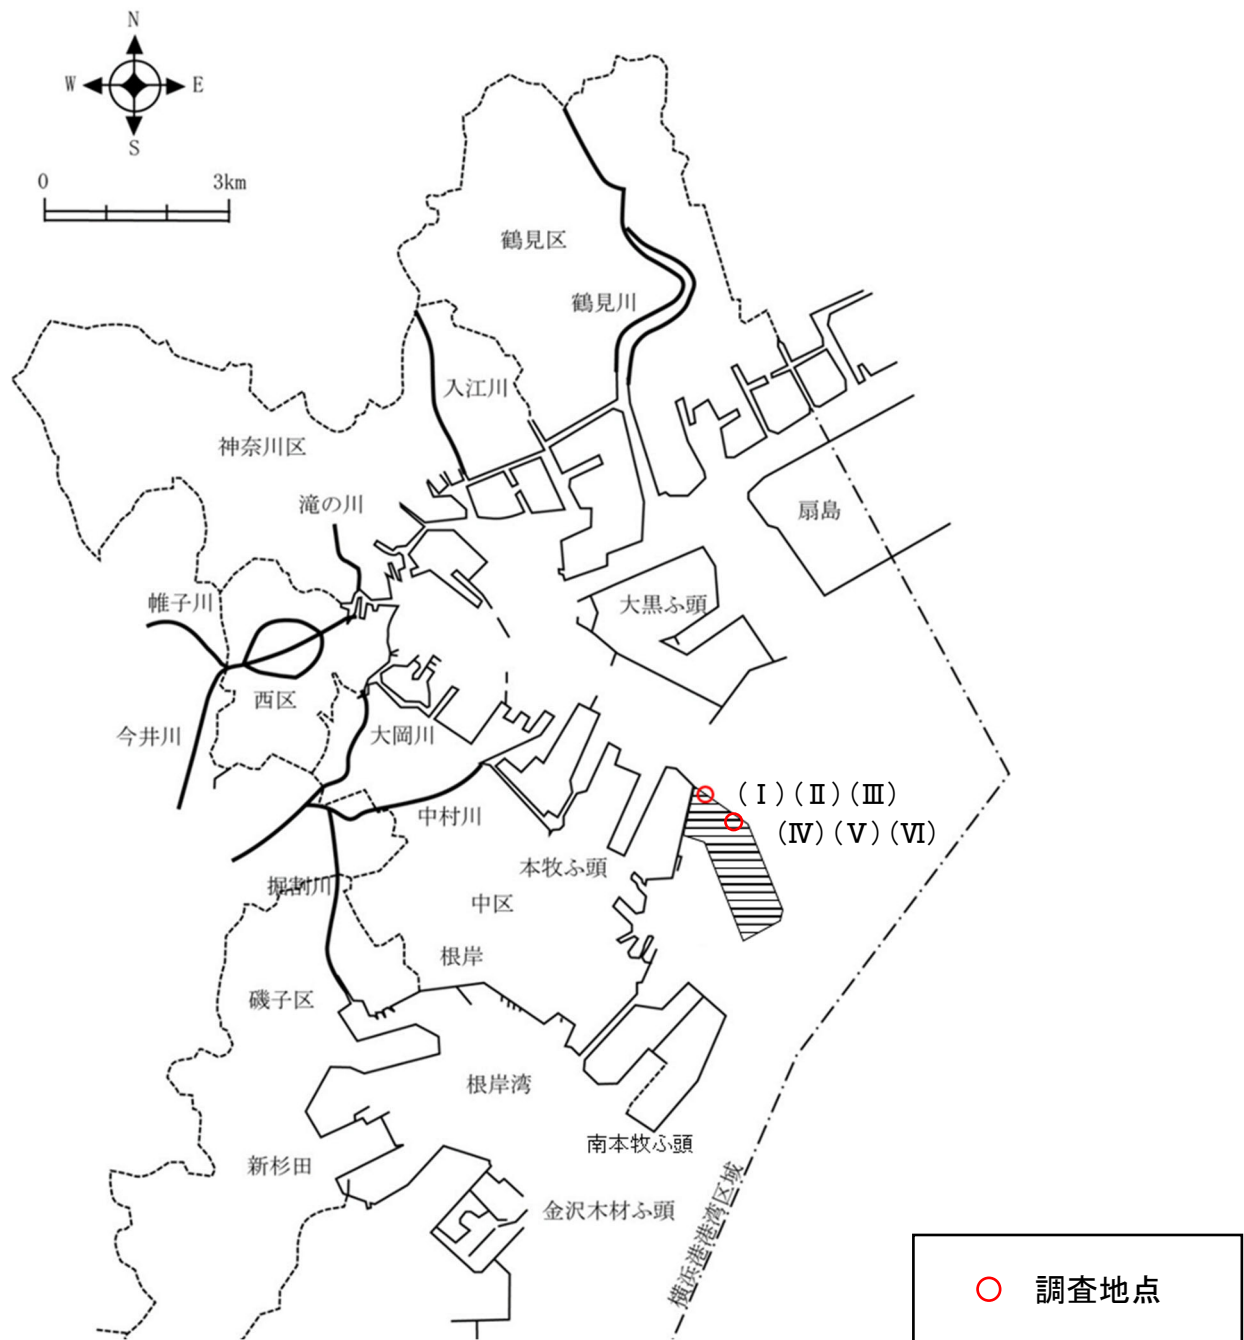 N
W E
S
0 3km
鶴見区
鶴見川
入江川
神奈川区
滝の川
扇島
帷子川
大黒ふ頭
西区
今井川
大岡川
(Ⅰ)(Ⅱ)(Ⅲ)
中村川
(Ⅳ)(Ⅴ)(Ⅵ)
本牧ふ頭
掘割川
中区
根岸
磯子区
根岸湾
南本牧ふ頭
新杉田
金沢木材ふ頭
横浜港港湾区域
調査地点